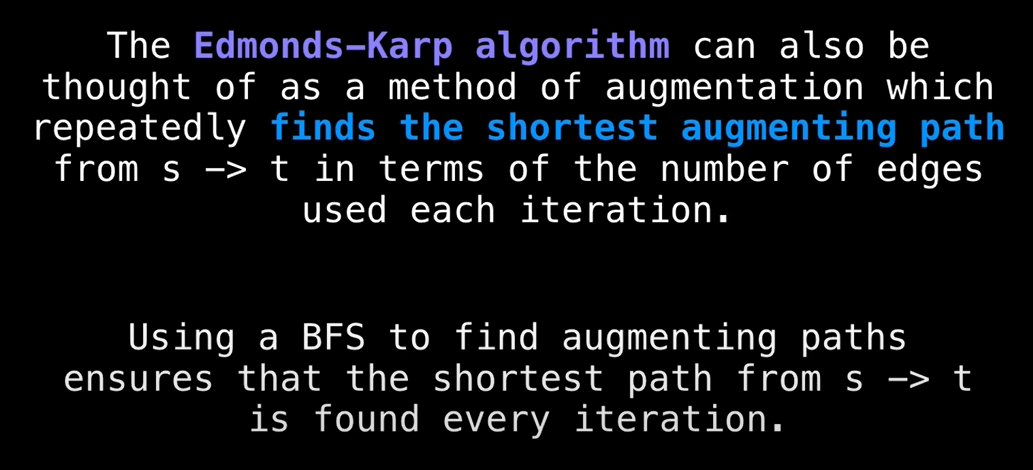 The Edmonds-Karp algorithm can also be
thought of as a method of augmentation which
repeatedly finds the shortest augmenting path
from s -> t in terms of the number of edges
used each iteration.
Using a BFS to find augmenting paths
ensures that the shortest path from s -> t
is found every iteration.